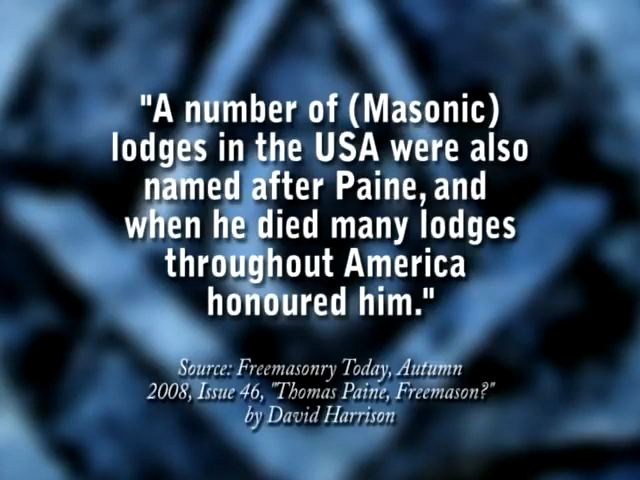 "A number of (Masonic)
lodges in the USA were also
named after Paine, and
when he died many lodges
throughout America
honoured him."
Source: Freemasonry Today, Autumn
2008, Issue 46, "Thomas Paine, Freemason?"
by David Harrison